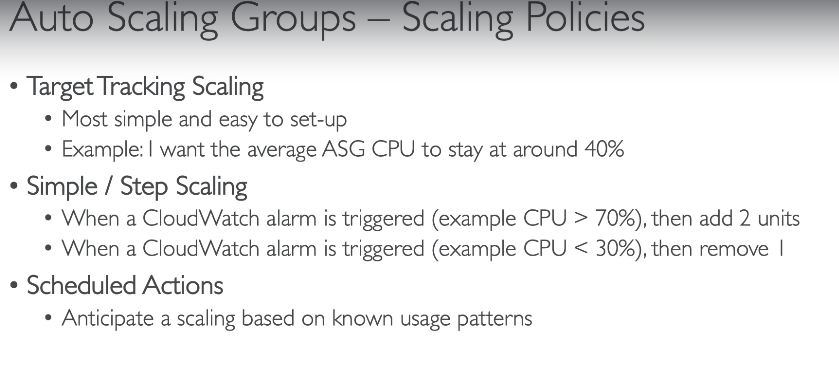 Auto Scaling Groups – Scaling Policies
• Target Tracking Scaling
• Most simple and easy to set-up
• Example: I want the average ASG CPU to stay at around 40%
• Simple / Step Scaling
• When a CloudWatch alarm is triggered (example CPU > 70%), then add 2 units
• When a CloudWatch alarm is triggered (example CPU < 30%), then remove 1
• Scheduled Actions
• Anticipate a scaling based on known usage patterns